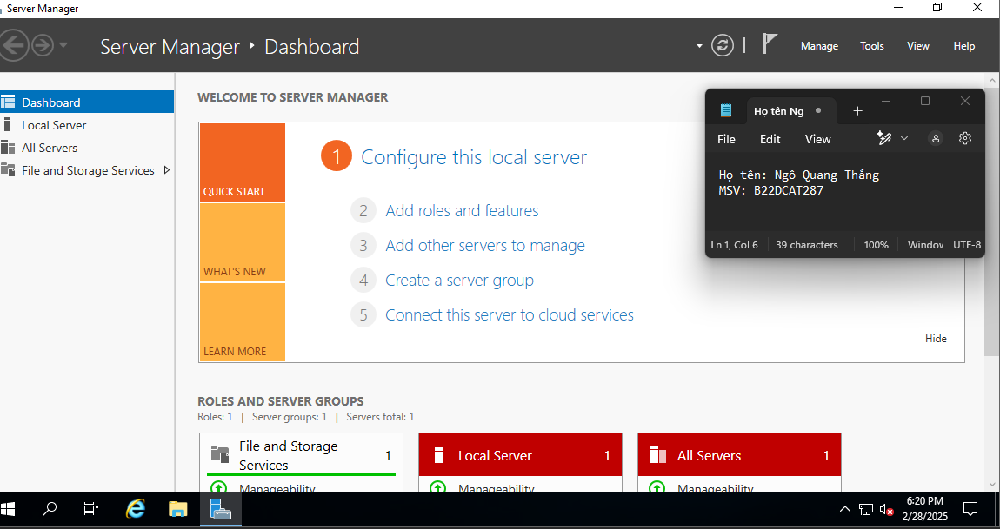 Server Manager
Server Manager ‣ Dashboard
Manage Tools View Help
Dashboard
Local Server
All Servers
File and Storage Services
WELCOME TO SERVER MANAGER
QUICK START
WHAT'S NEW
LEARN MORE
1 Configure this local server
2 Add roles and features
3 Add other servers to manage
4 Create a server group
5 Connect this server to cloud services
Hide
Họ tên Ng
File Edit View
Họ tên: Ngô Quang Thắng
MSV: B22DCAT287
Ln 1, Col 6 39 characters 100% Window UTF-8
ROLES AND SERVER GROUPS
Roles: 1 | Server groups: 1 | Servers total: 1
File and Storage
Services 1
Manageability
Local Server 1
Manageability
All Servers 1
Manageability
6:20 PM
2/28/2025